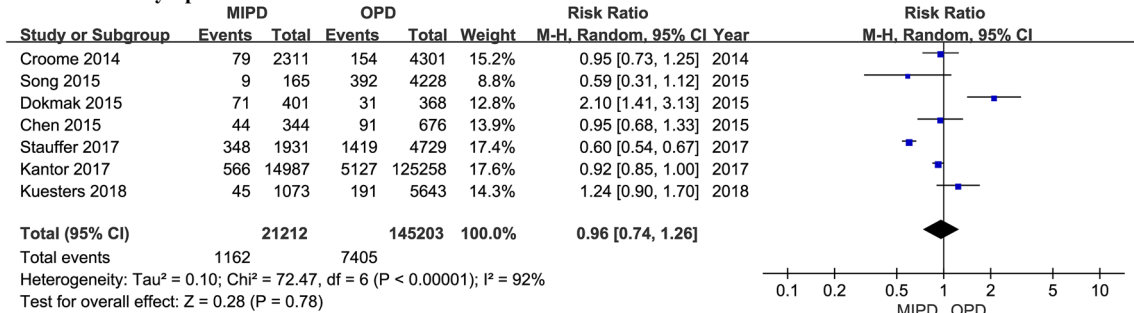 MIPD OPD Risk Ratio Risk Ratio
Study or Subgroup Events Total Events Total Weight M-H, Random, 95% CI Year M-H, Random, 95% CI
Croome 2014 79 2311 154 4301 15.2% 0.95 [0.73, 1.25] 2014
Song 2015 9 165 392 4228 8.8% 0.59 [0.31, 1.12] 2015
Dokmak 2015 71 401 31 368 12.8% 2.10 [1.41, 3.13] 2015
Chen 2015 44 344 91 676 13.9% 0.95 [0.68, 1.33] 2015
Stauffer 2017 348 1931 1419 4729 17.4% 0.60 [0.54, 0.67] 2017
Kantor 2017 566 14987 5127 125258 17.6% 0.92 [0.85, 1.00] 2017
Kuesters 2018 45 1073 191 5643 14.3% 1.24 [0.90, 1.70] 2018
Total (95% CI) 21212 145203 100.0% 0.96 [0.74, 1.26]
Total events 1162 7405
Heterogeneity: Tau² = 0.10; Chi² = 72.47, df = 6 (P < 0.00001); I² = 92%
Test for overall effect: Z = 0.28 (P = 0.78)
0.1 0.2 0.5 1 2 5 10
MIPD OPD